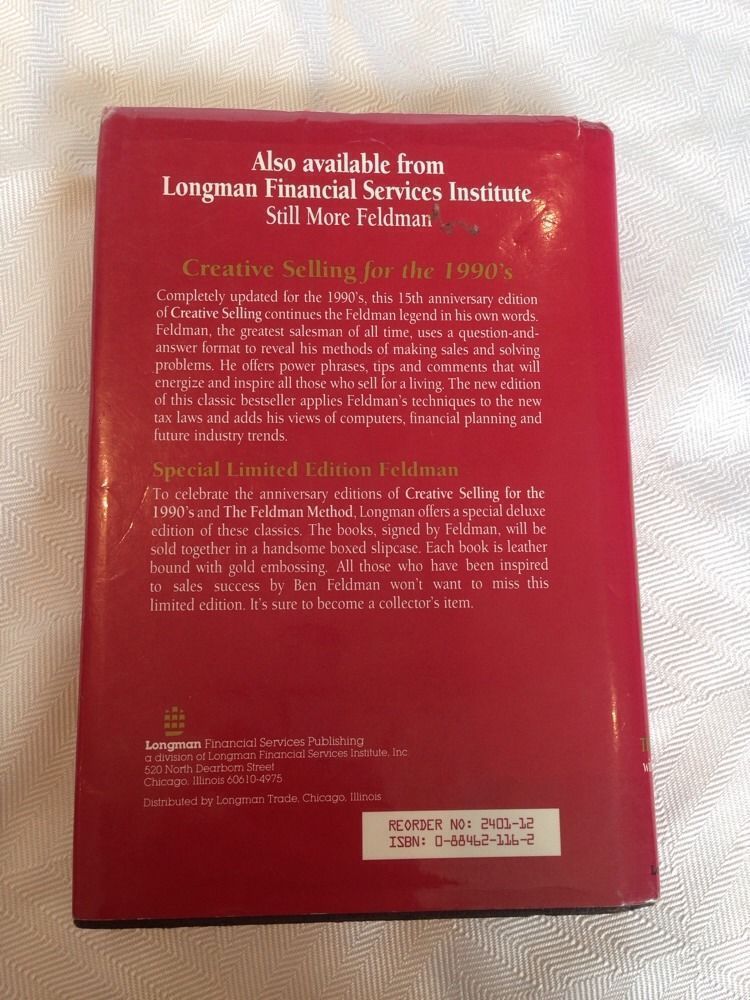 Also available from
Longman Financial Services Institute
Still More Feldman
Creative Selling for the 1990's
Completely updated for the 1990's, this 15th anniversary edition
of Creative Selling continues the Feldman legend in his own words.
Feldman, the greatest salesman of all time, uses a question-and-
answer format to reveal his methods of making sales and solving
problems. He offers power phrases, tips and comments that will
energize and inspire all those who sell for a living. The new edition
of this classic bestseller applies Feldman's techniques to the new
tax laws and adds his views of computers, financial planning and
future industry trends.
Special Limited Edition Feldman
To celebrate the anniversary editions of Creative Selling for the
1990's and The Feldman Method, Longman offers a special deluxe
edition of these classics. The books, signed by Feldman, will be
sold together in a handsome boxed slipcase. Each book is leather
bound with gold embossing. All those who have been inspired
to sales success by Ben Feldman won't want to miss this
limited edition. It's sure to become a collector's item.
Longman Financial Services Publishing
a division of Longman Financial Services Institute, Inc.
520 North Dearborn Street
Chicago, Illinois 60610-4975
Distributed by Longman Trade, Chicago, Illinois
REORDER NO: 2401-12
ISBN: 0-88462-116-2